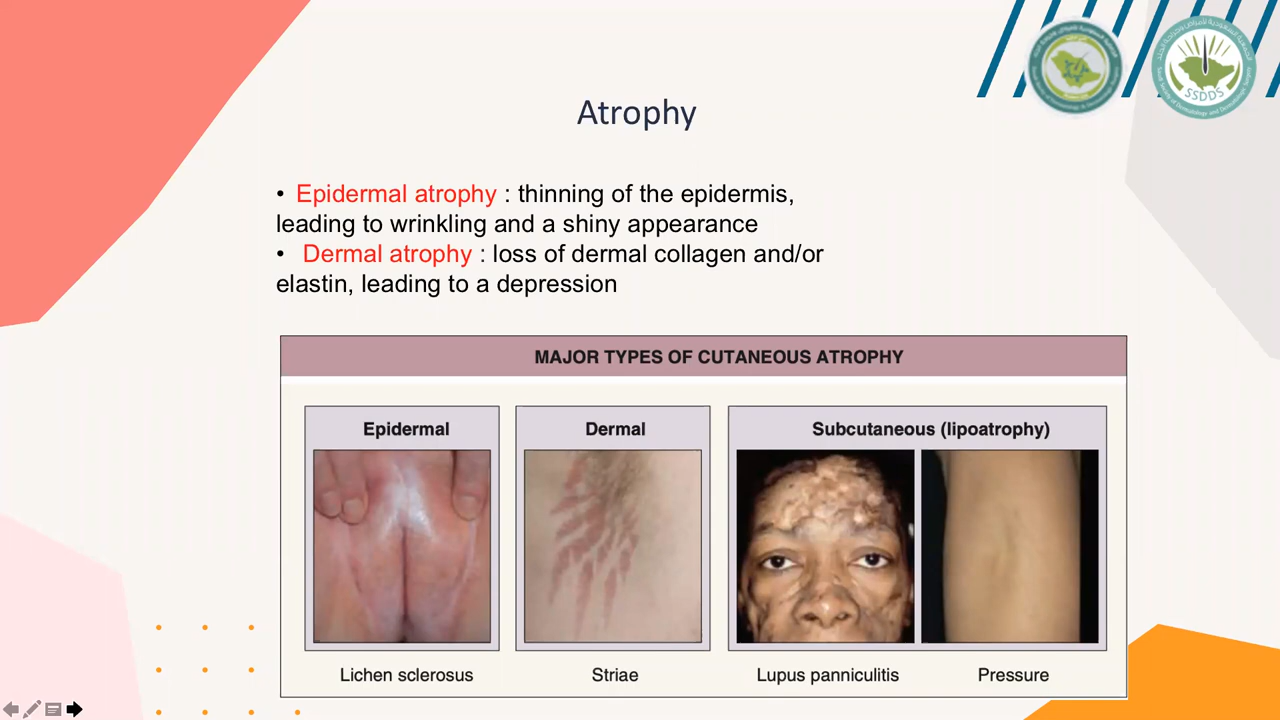 SSDDS
Atrophy
• Epidermal atrophy : thinning of the epidermis,
leading to wrinkling and a shiny appearance
• Dermal atrophy : loss of dermal collagen and/or
elastin, leading to a depression
MAJOR TYPES OF CUTANEOUS ATROPHY
Epidermal
Dermal
Subcutaneous (lipoatrophy)
Lichen sclerosus
Striae
Lupus panniculitis
Pressure